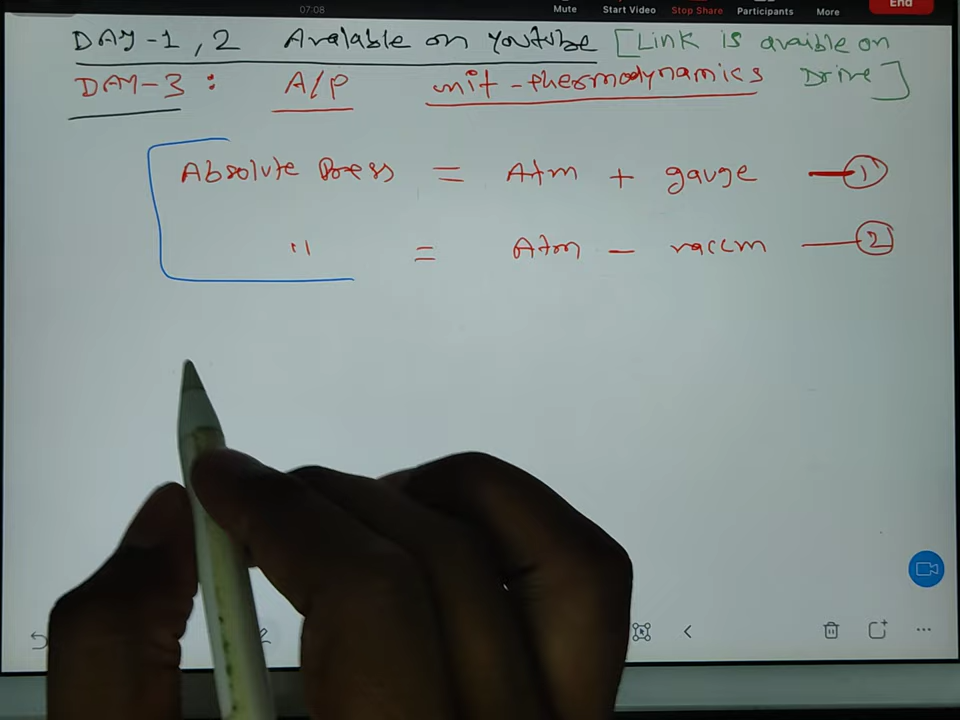 07:08
Mute Start Video Stop Share Participants More End
DAY-1, 2 Avalable on Youtube [Link is avaible on Drive]
DAY-3 : A/P unit - thermodynamics
Absolute Press = Atm + gauge — 1
" = Atm - vaccum — 2